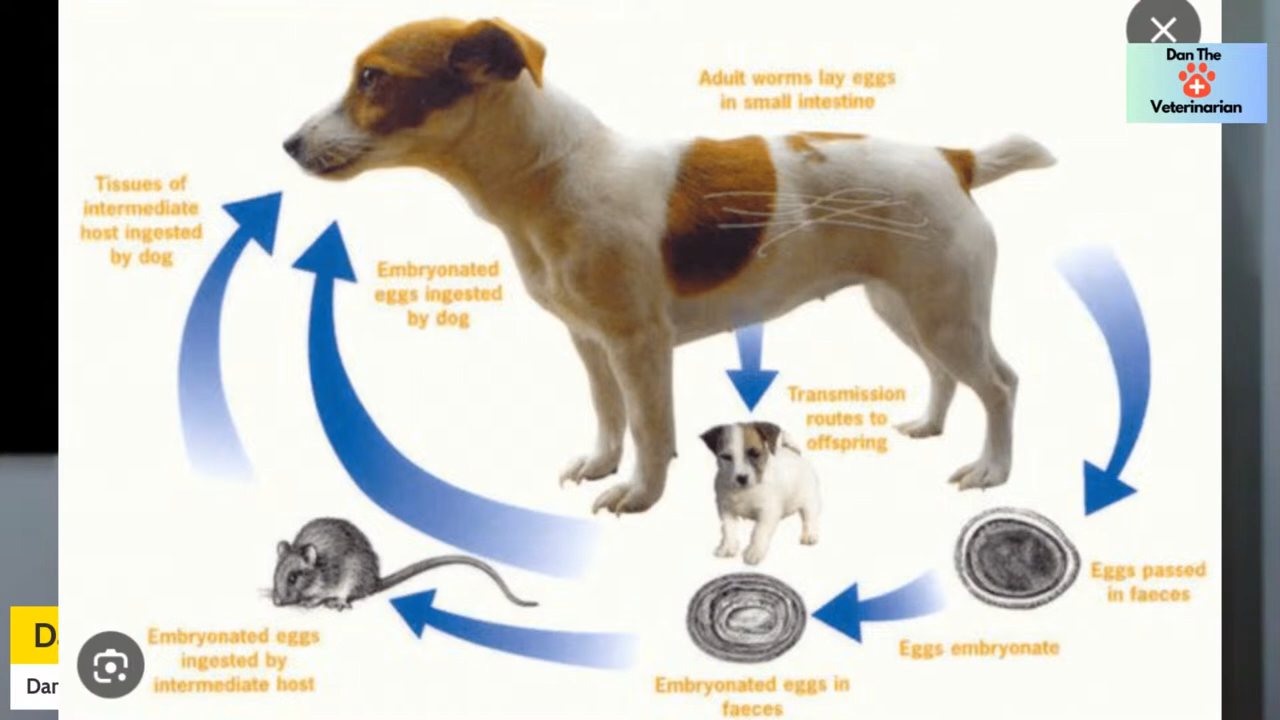 Dan The
Veterinarian
Adult worms lay eggs
in small intestine
Tissues of
intermediate
host ingested
by dog
Embryonated
eggs ingested
by dog
Transmission
routes to
offspring
Eggs passed
in faeces
Eggs embryonate
Embryonated eggs
ingested by
intermediate host
Embryonated eggs in
faeces
D
Dar